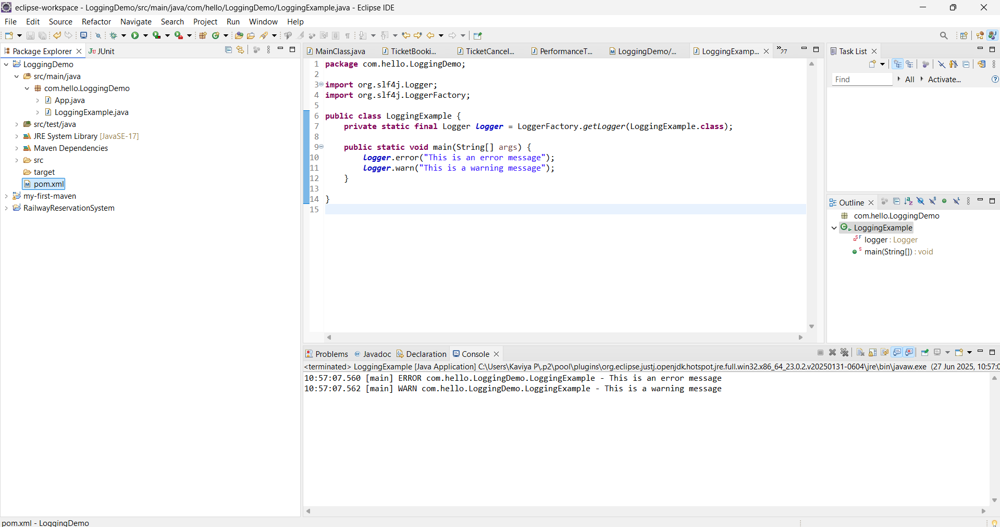 eclipse-workspace - LoggingDemo/src/main/java/com/hello/LoggingDemo/LoggingExample.java - Eclipse IDE
File Edit Source Refactor Navigate Search Project Run Window Help
Package Explorer JUnit
LoggingDemo
src/main/java
com.hello.LoggingDemo
App.java
LoggingExample.java
src/test/java
JRE System Library [JavaSE-17]
Maven Dependencies
src
target
pom.xml
my-first-maven
RailwayReservationSystem
MainClass.java TicketBooki... TicketCancel... PerformanceT... LoggingDemo/... LoggingExamp... »27
1 package com.hello.LoggingDemo;
2
3 import org.slf4j.Logger;
4 import org.slf4j.LoggerFactory;
5
6 public class LoggingExample {
7 private static final Logger logger = LoggerFactory.getLogger(LoggingExample.class);
8
9 public static void main(String[] args) {
10 logger.error("This is an error message");
11 logger.warn("This is a warning message");
12 }
13
14 }
15
Task List
Find All Activate...
Outline
com.hello.LoggingDemo
LoggingExample
logger : Logger
main(String[]) : void
Problems Javadoc Declaration Console
<terminated> LoggingExample [Java Application] C:\Users\Kaviya P\.p2\pool\plugins\org.eclipse.justj.openjdk.hotspot.jre.full.win32.x86_64_23.0.2.v20250131-0604\jre\bin\javaw.exe (27 Jun 2025, 10:57:0
10:57:07.560 [main] ERROR com.hello.LoggingDemo.LoggingExample - This is an error message
10:57:07.562 [main] WARN com.hello.LoggingDemo.LoggingExample - This is a warning message
pom.xml - LoggingDemo